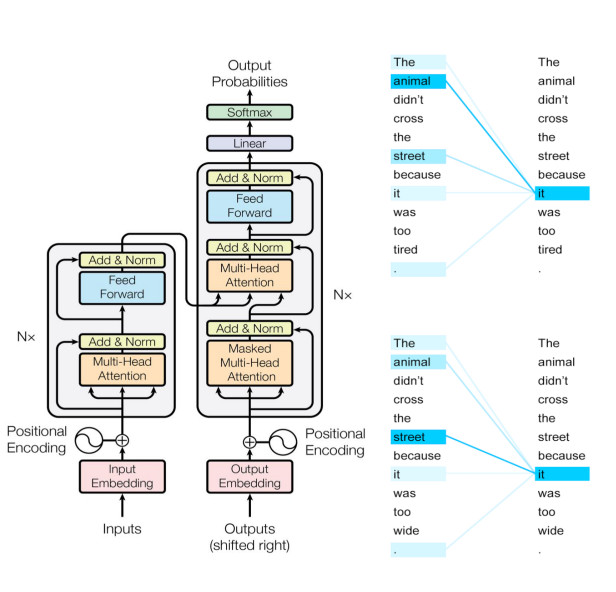 Output
Probabilities
Softmax
Linear
Add & Norm
Feed
Forward
Add & Norm
Multi-Head
Attention
Add & Norm
Masked
Multi-Head
Attention
N×
Add & Norm
Feed
Forward
Add & Norm
Multi-Head
Attention
N×
Positional
Encoding
Positional
Encoding
Input
Embedding
Output
Embedding
Inputs
Outputs
(shifted right)
The
animal
didn't
cross
the
street
because
it
was
too
tired
.
The
animal
didn't
cross
the
street
because
it
was
too
tired
.
The
animal
didn't
cross
the
street
because
it
was
too
wide
.
The
animal
didn't
cross
the
street
because
it
was
too
wide
.